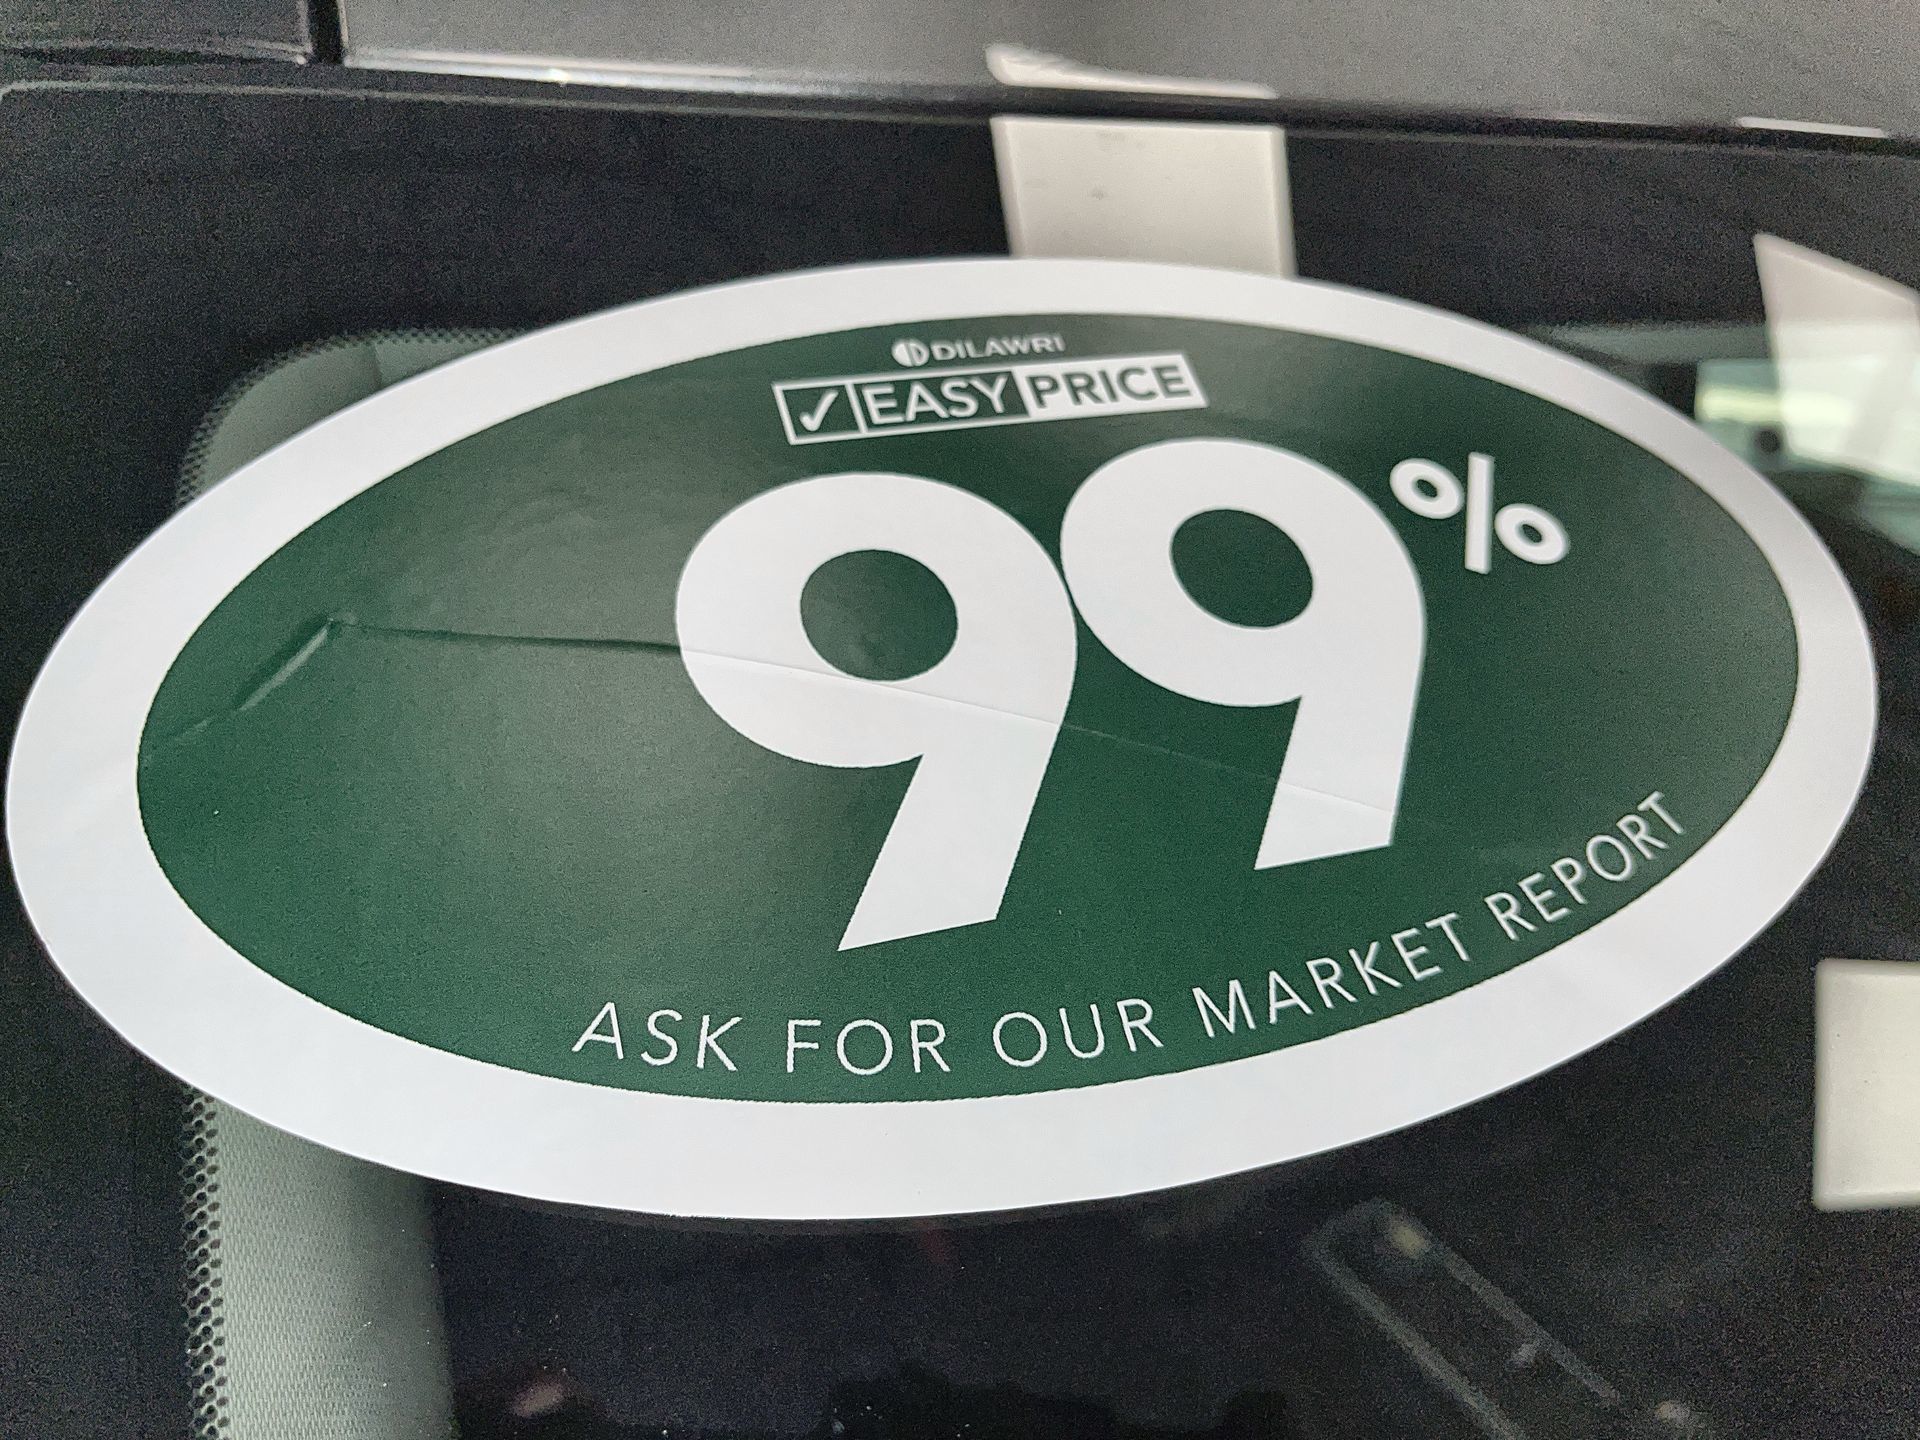 DILAWRI
✓ EASY PRICE
99%
ASK FOR OUR MARKET REPORT